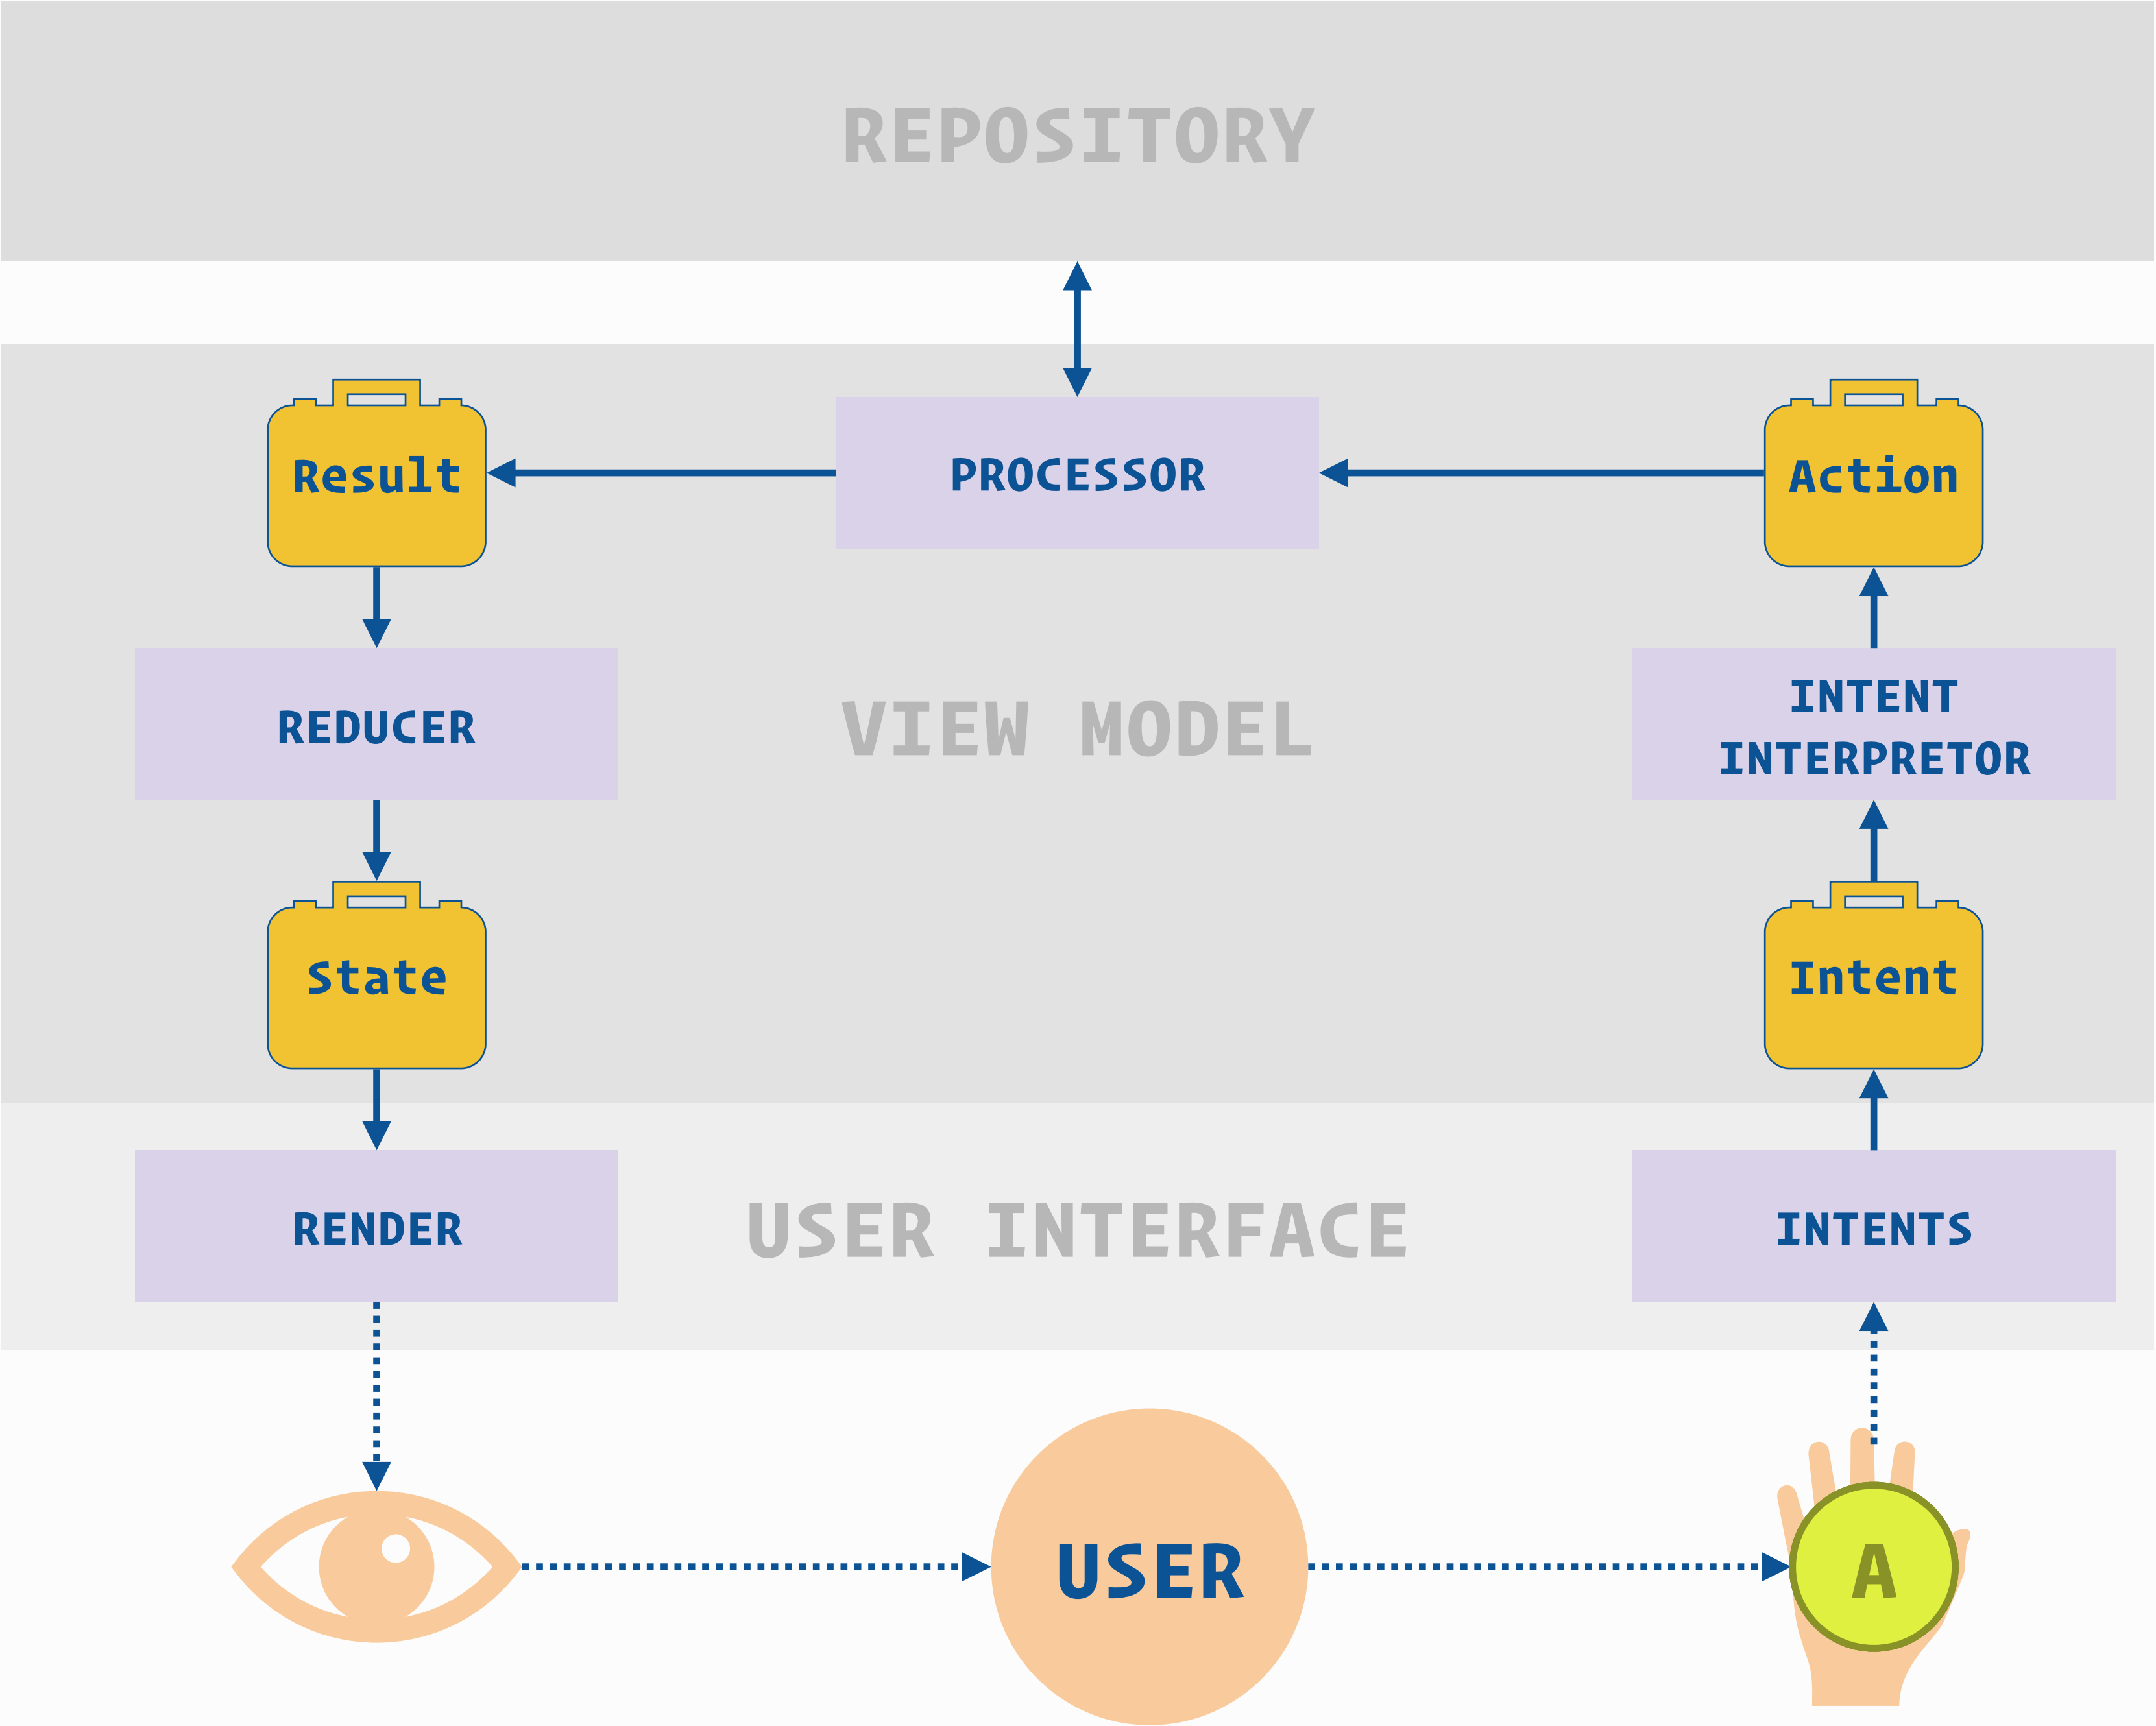 REPOSITORY
Result
PROCESSOR
Action
REDUCER
VIEW MODEL
INTENT
INTERPRETOR
State
Intent
RENDER
USER INTERFACE
INTENTS
USER
A